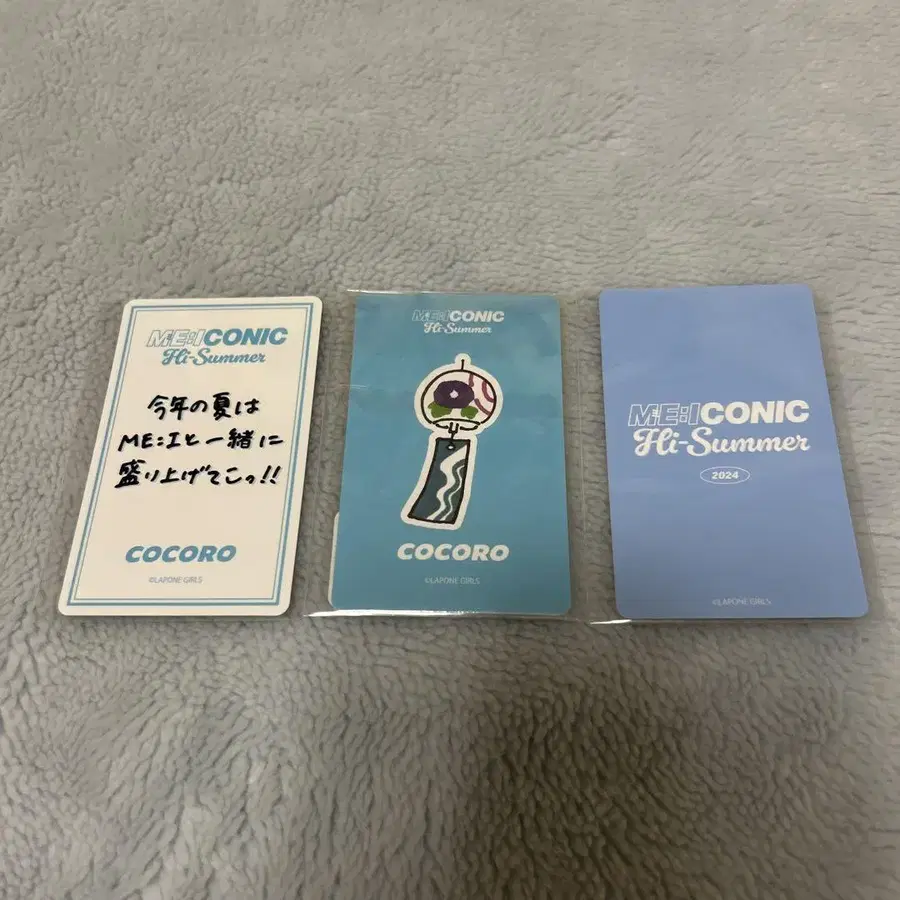 ME:ICONIC
Hi-Summer
今年の夏は
ME:Iと一緒に
盛り上げてこっ!!
COCORO
©LAPONE GIRLS
ME:ICONIC
Hi-Summer
COCORO
©LAPONE GIRLS
ME:ICONIC
Hi-Summer
2024
©LAPONE GIRLS